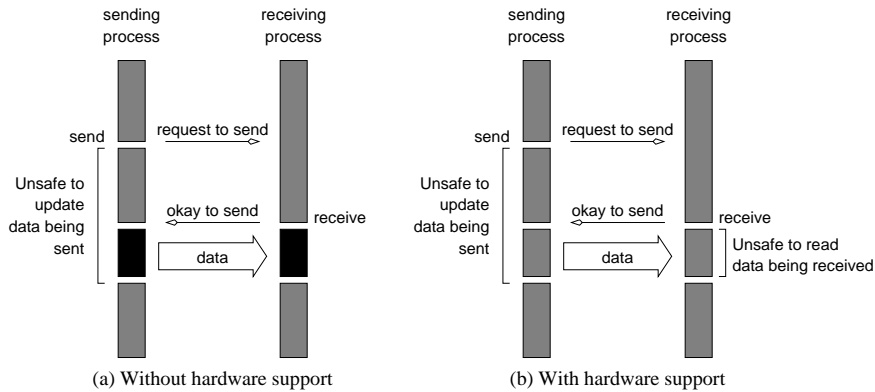 sending
process
receiving
process
send
request to send
Unsafe to
update
data being
sent
okay to send
receive
data
(a) Without hardware support
sending
process
receiving
process
send
request to send
Unsafe to
update
data being
sent
okay to send
receive
data
Unsafe to read
data being received
(b) With hardware support